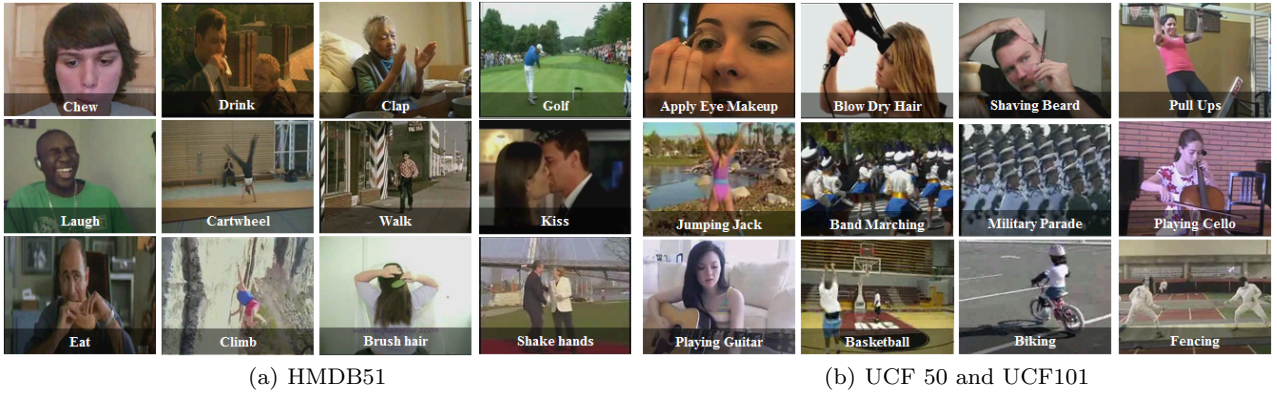 Chew
Drink
Clap
Golf
Apply Eye Makeup
Blow Dry Hair
Shaving Beard
Pull Ups
Laugh
Cartwheel
Walk
Kiss
Jumping Jack
Band Marching
Military Parade
Playing Cello
Eat
Climb
Brush hair
Shake hands
Playing Guitar
Basketball
Biking
Fencing
(a) HMDB51
(b) UCF 50 and UCF101